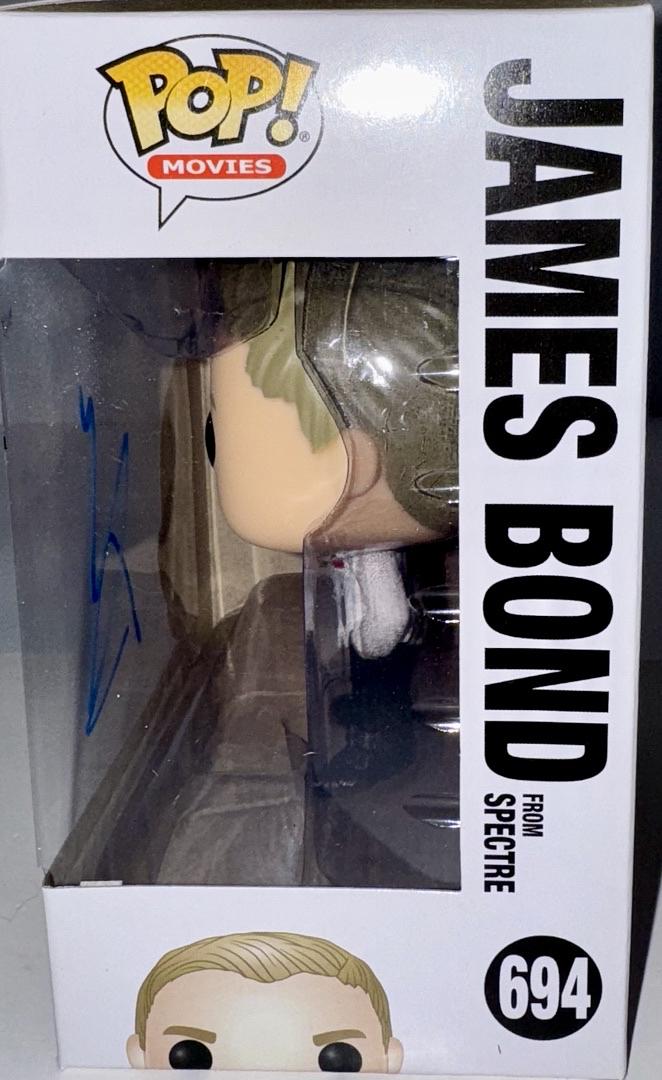 POP!®
MOVIES
JAMES BOND
FROM
SPECTRE
694